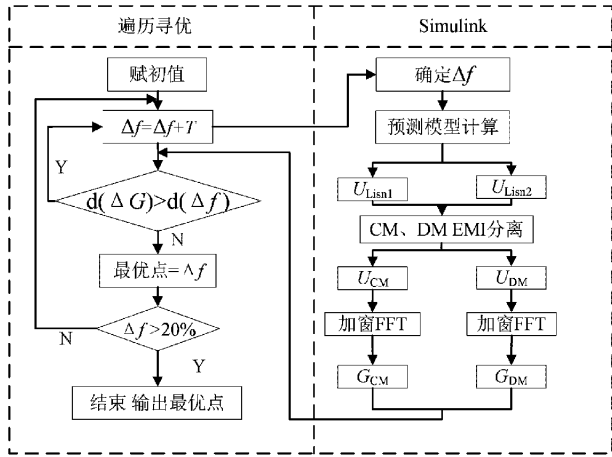 遍历寻优
赋初值
Δf=Δf+T
Y
d(ΔG)>d(Δf)
N
最优点=Λf
Δf>20%
N
Y
结束 输出最优点
Simulink
确定Δf
预测模型计算
U_Lisn1
U_Lisn2
CM、DM EMI分离
U_CM
U_DM
加窗FFT
加窗FFT
G_CM
G_DM